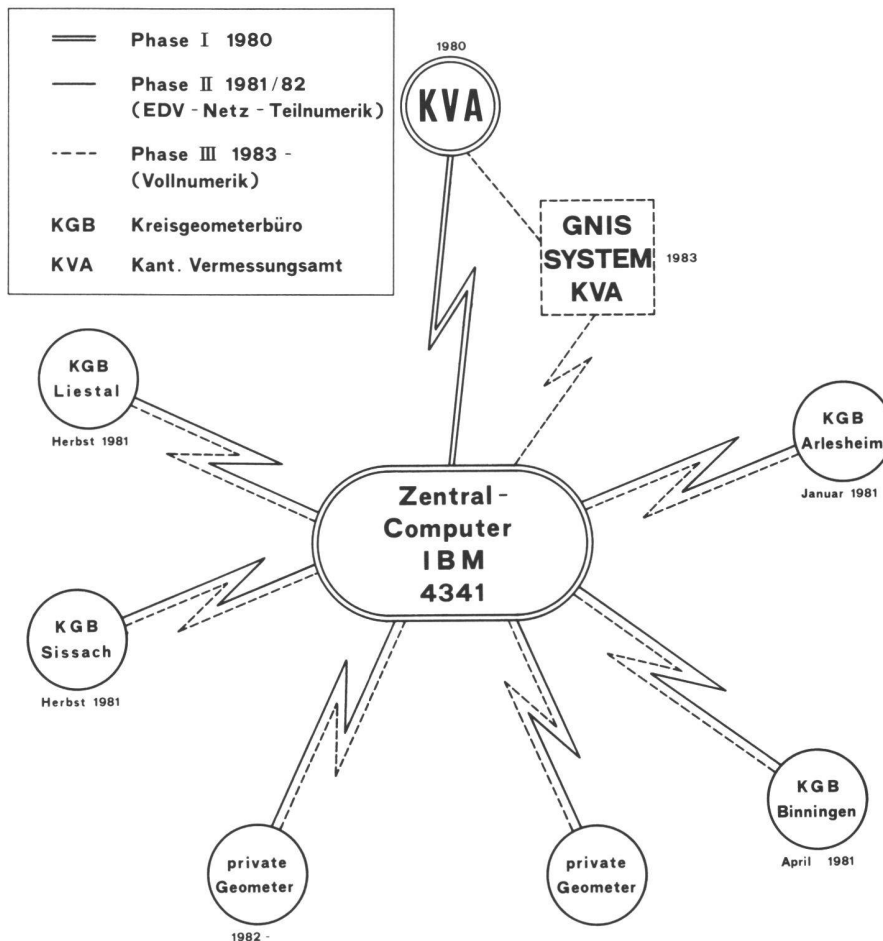 Phase I 1980
Phase II 1981/82
(EDV - Netz - Teilnumerik)
Phase III 1983 -
(Vollnumerik)
KGB Kreisgeometerbüro
KVA Kant. Vermessungsamt
1980
KVA
GNIS
SYSTEM
KVA
1983
KGB
Liestal
Herbst 1981
KGB
Arlesheim
Januar 1981
Zentral -
Computer
IBM
4341
KGB
Sissach
Herbst 1981
KGB
Binningen
April 1981
private
Geometer
1982 -
private
Geometer